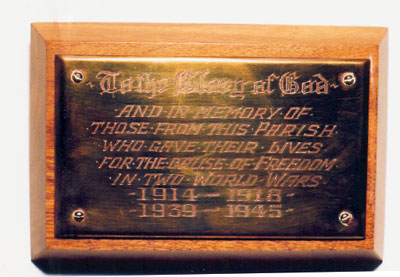 ·To the Glory of God·
AND·IN·MEMORY·OF·
THOSE·FROM·THIS·PARISH·
WHO·GAVE·THEIR·LIVES·
·FOR·THE·CAUSE·OF·FREEDOM·
·IN·TWO·WORLD·WARS·
·1914 – 1918·
·1939 – 1945·